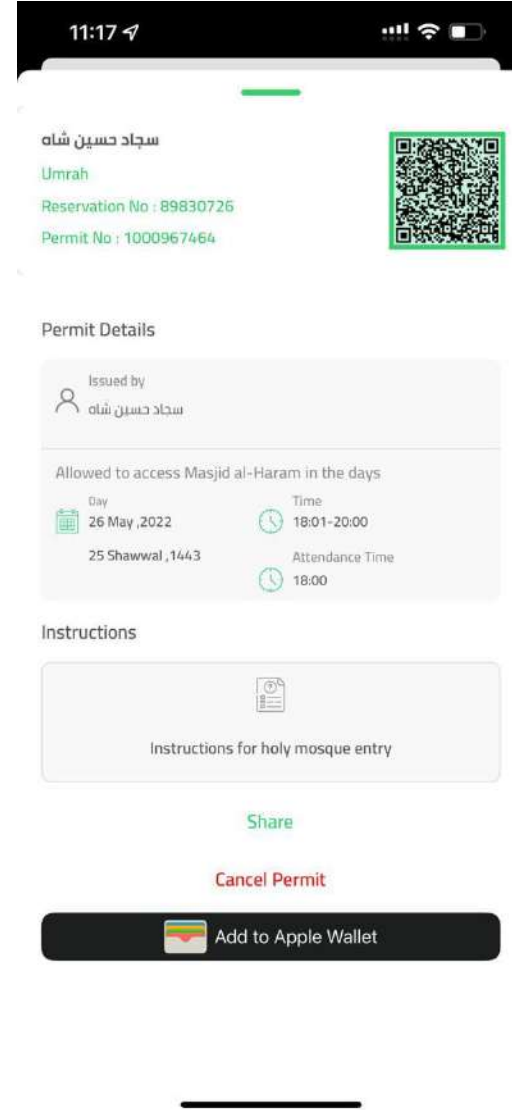 11:17
سجاد حسين شاه
Umrah
Reservation No : 89830726
Permit No : 1000967464
Permit Details
Issued by
سجاد حسين شاه
Allowed to access Masjid al-Haram in the days
Day
26 May ,2022
25 Shawwal ,1443
Time
18:01-20:00
Attendance Time
18:00
Instructions
Instructions for holy mosque entry
Share
Cancel Permit
Add to Apple Wallet